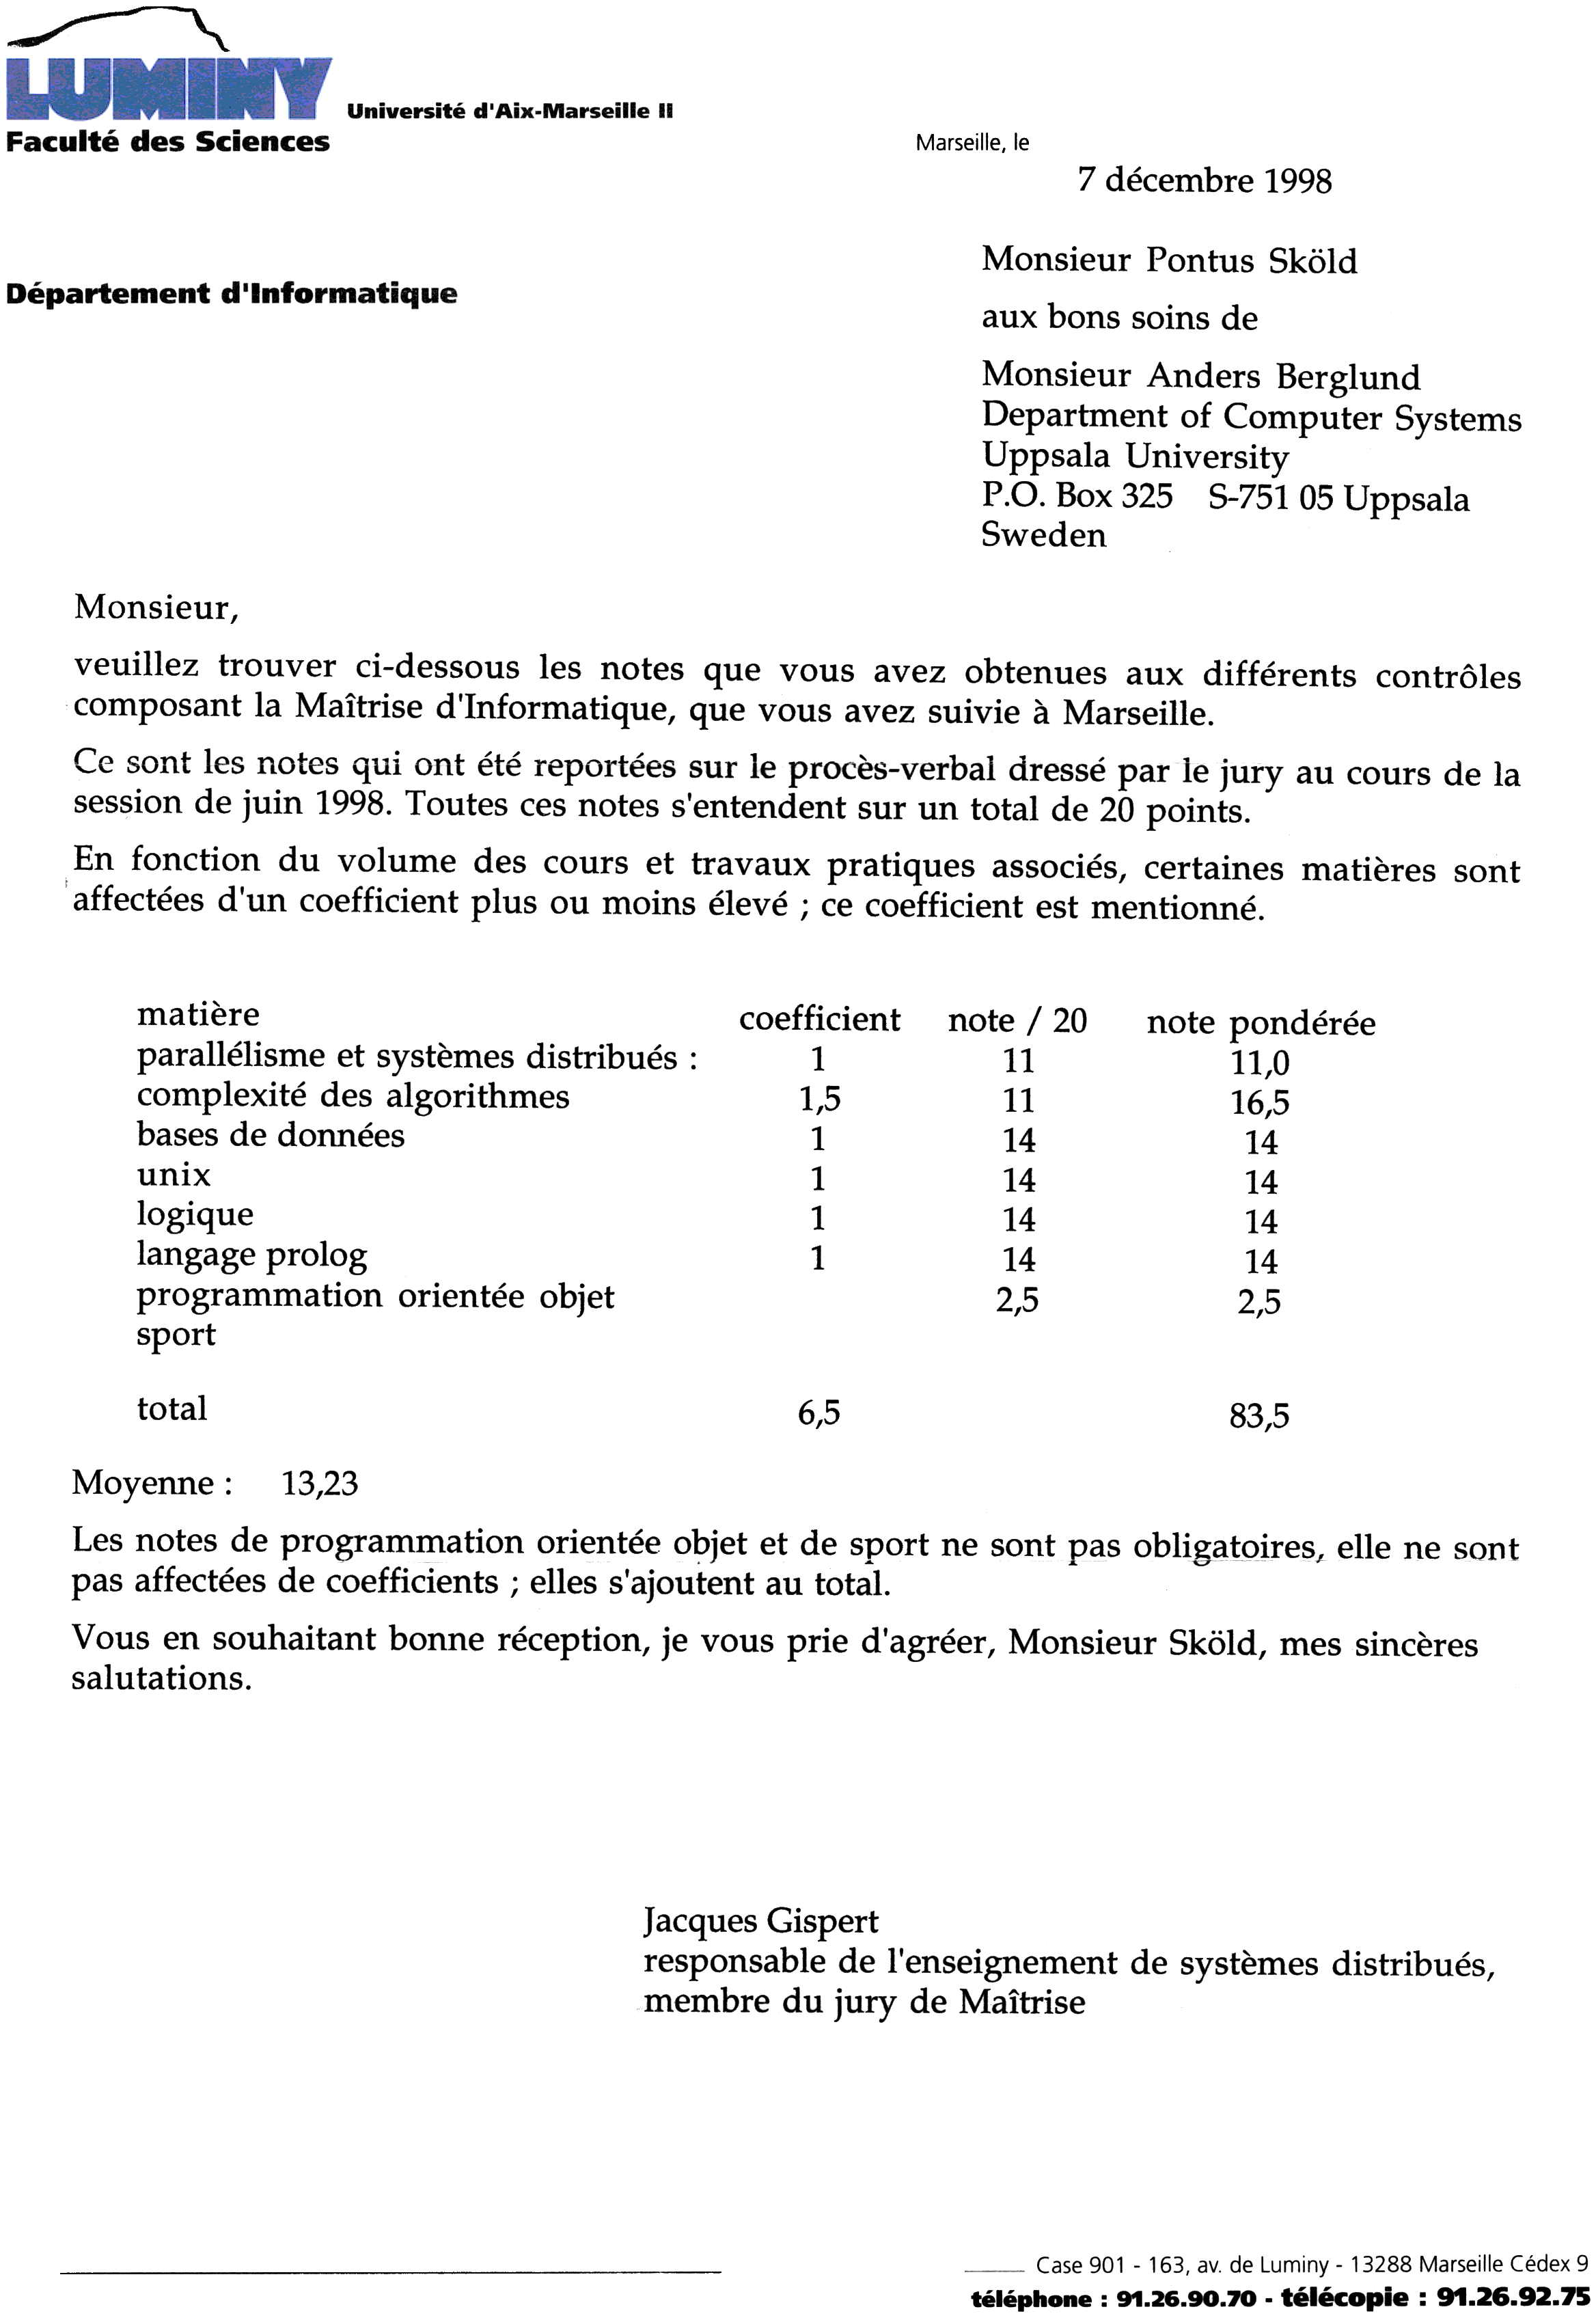 LUMINY
Université d'Aix-Marseille II
Faculté des Sciences
Marseille, le
7 décembre 1998
Département d'Informatique
Monsieur Pontus Sköld
aux bons soins de
Monsieur Anders Berglund
Department of Computer Systems
Uppsala University
P.O. Box 325 S-751 05 Uppsala
Sweden
Monsieur,
veuillez trouver ci-dessous les notes que vous avez obtenues aux différents contrôles
composant la Maîtrise d'Informatique, que vous avez suivie à Marseille.
Ce sont les notes qui ont été reportées sur le procès-verbal dressé par le jury au cours de la
session de juin 1998. Toutes ces notes s'entendent sur un total de 20 points.
En fonction du volume des cours et travaux pratiques associés, certaines matières sont
affectées d'un coefficient plus ou moins élevé ; ce coefficient est mentionné.
matière coefficient note / 20 note pondérée
parallélisme et systèmes distribués : 1 11 11,0
complexité des algorithmes 1,5 11 16,5
bases de données 1 14 14
unix 1 14 14
logique 1 14 14
langage prolog 1 14 14
programmation orientée objet 2,5 2,5
sport
total 6,5 83,5
Moyenne : 13,23
Les notes de programmation orientée objet et de sport ne sont pas obligatoires, elle ne sont
pas affectées de coefficients ; elles s'ajoutent au total.
Vous en souhaitant bonne réception, je vous prie d'agréer, Monsieur Sköld, mes sincères
salutations.
Jacques Gispert
responsable de l'enseignement de systèmes distribués,
membre du jury de Maîtrise
Case 901 - 163, av. de Luminy - 13288 Marseille Cédex 9
téléphone : 91.26.90.70 - télécopie : 91.26.92.75